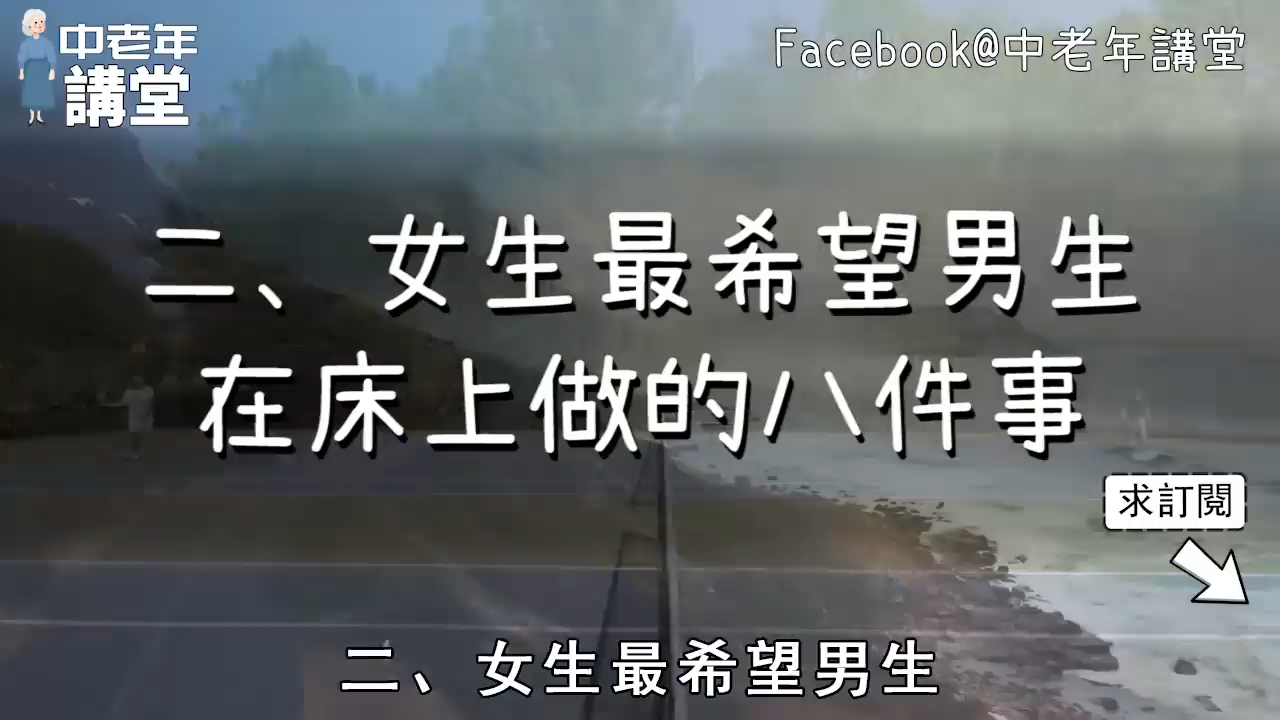 中老年
講堂
Facebook@中老年講堂
二、女生最希望男生
在床上做的八件事
求訂閱
二、女生最希望男生